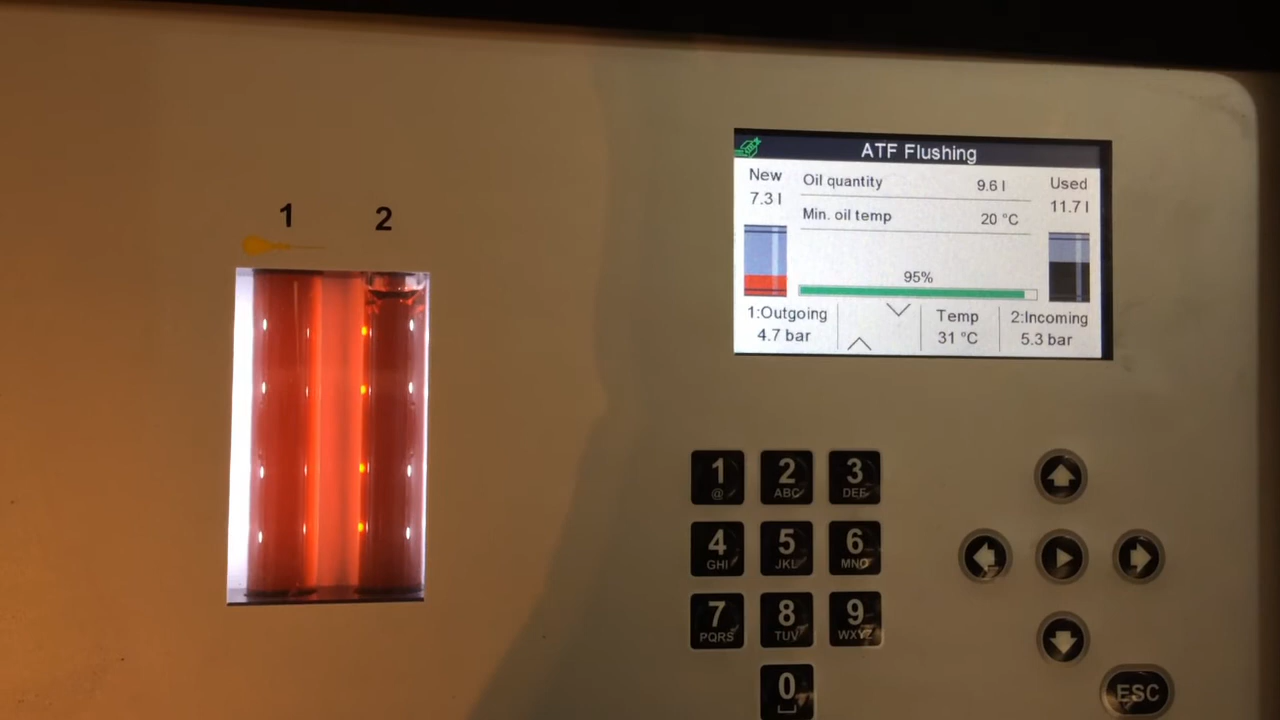 1
2
ATF Flushing
New
7.3 l
Oil quantity
9.6 l
Used
11.7 l
Min. oil temp
20 °C
95%
1:Outgoing
4.7 bar
Temp
31 °C
2:Incoming
5.3 bar
1 2 3
@ ABC DEF
4 5 6
GHI JKL MNO
7 8 9
PQRS TUV WXYZ
0
ESC